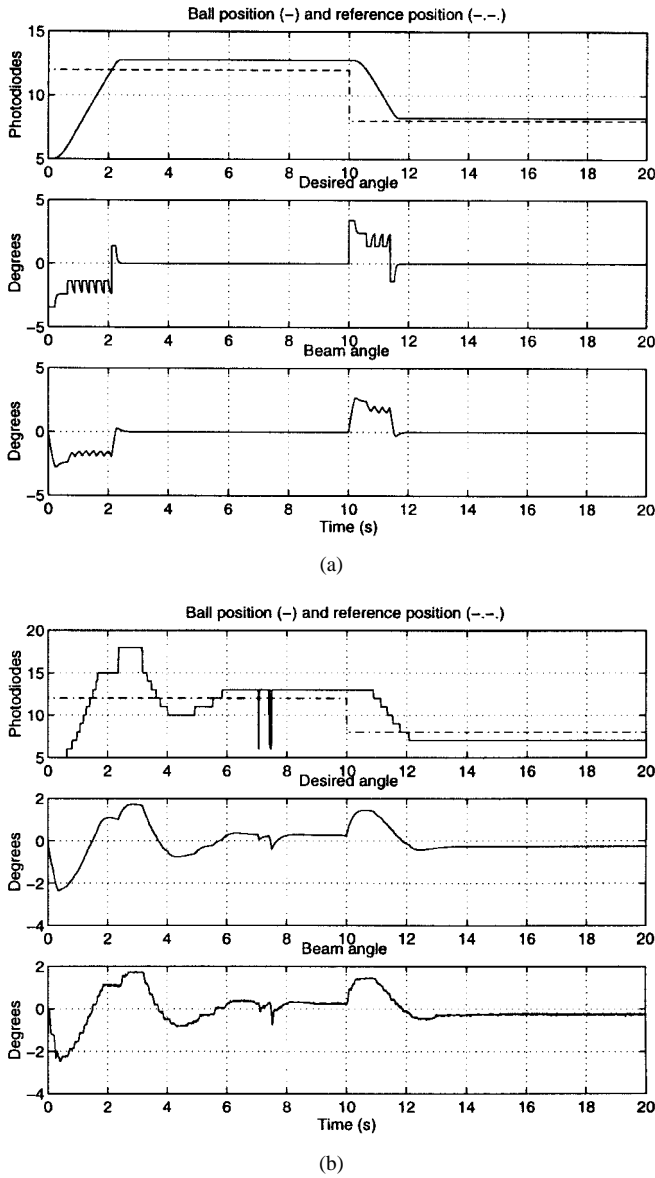 Ball position (−) and reference position (−.−.)
Photodiodes
15
10
5
0 2 4 6 8 10 12 14 16 18 20
Desired angle
Degrees
5
0
−5
0 2 4 6 8 10 12 14 16 18 20
Beam angle
Degrees
5
0
−5
0 2 4 6 8 10 12 14 16 18 20
Time (s)
(a)
Ball position (−) and reference position (−.−.)
Photodiodes
20
15
10
5
0 2 4 6 8 10 12 14 16 18 20
Desired angle
Degrees
2
0
−2
−4
0 2 4 6 8 10 12 14 16 18 20
Beam angle
Degrees
2
0
−2
−4
0 2 4 6 8 10 12 14 16 18 20
Time (s)
(b)